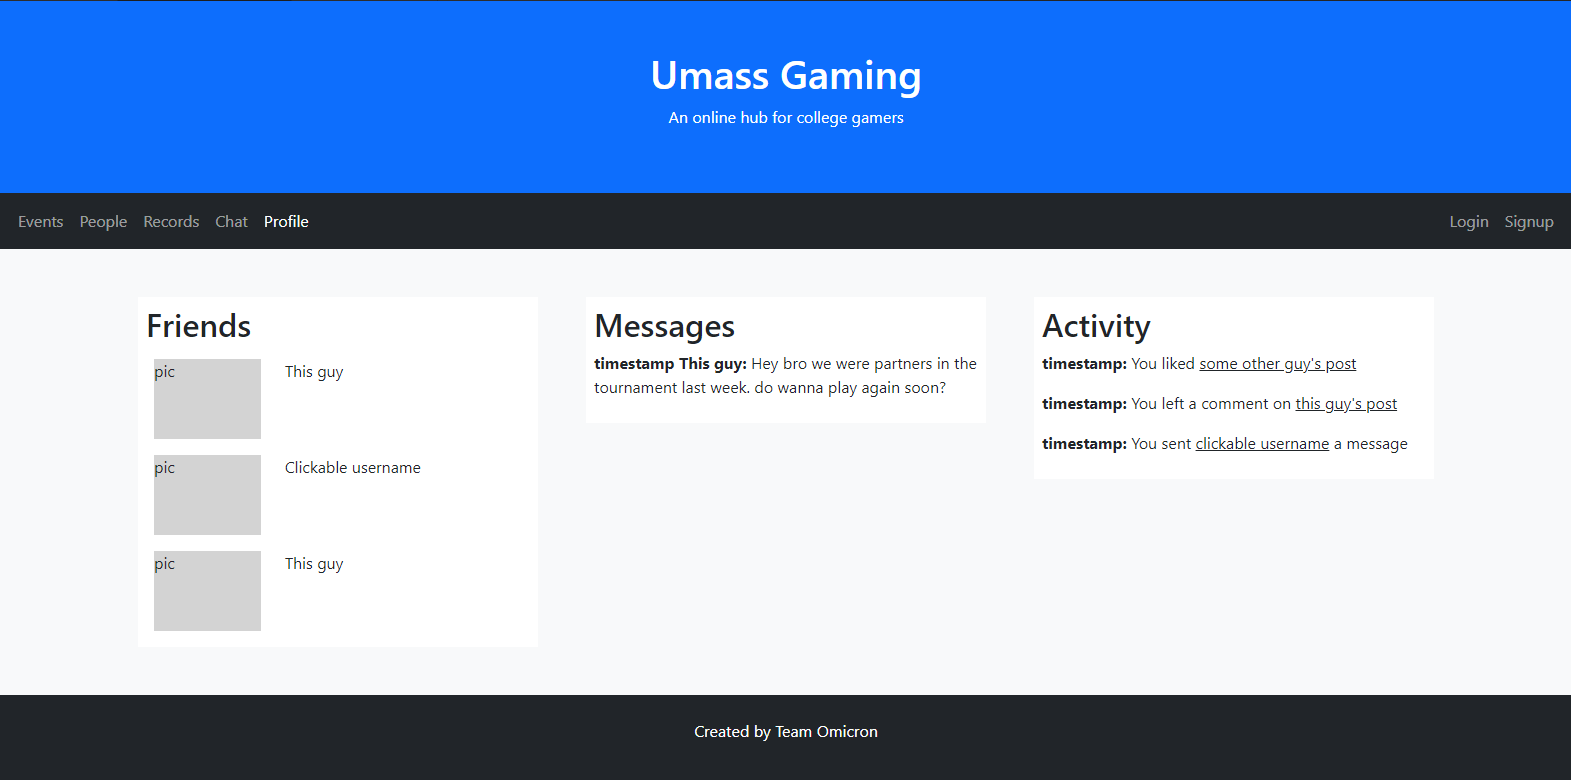 Umass Gaming
An online hub for college gamers
Events People Records Chat Profile Login Signup
Friends
pic This guy
pic Clickable username
pic This guy
Messages
timestamp This guy: Hey bro we were partners in the
tournament last week. do wanna play again soon?
Activity
timestamp: You liked some other guy's post
timestamp: You left a comment on this guy's post
timestamp: You sent clickable username a message
Created by Team Omicron